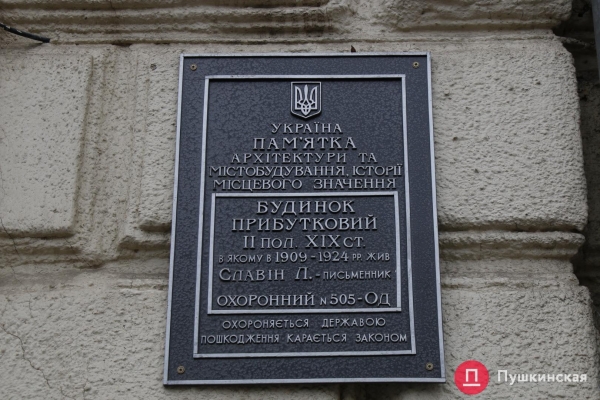 УКРАЇНА
ПАМ'ЯТКА
АРХІТЕКТУРИ ТА
МІСТОБУДУВАННЯ, ІСТОРІЇ
МІСЦЕВОГО ЗНАЧЕННЯ
БУДИНОК
ПРИБУТКОВИЙ
II ПОЛ. XIX СТ.
В ЯКОМУ В 1909-1924 РР. ЖИВ
СЛАВІН Л.-ПИСЬМЕННИК
ОХОРОННИЙ N 505-ОД
ОХОРОНЯЄТЬСЯ ДЕРЖАВОЮ
ПОШКОДЖЕННЯ КАРАЄТЬСЯ ЗАКОНОМ
П Пушкинская